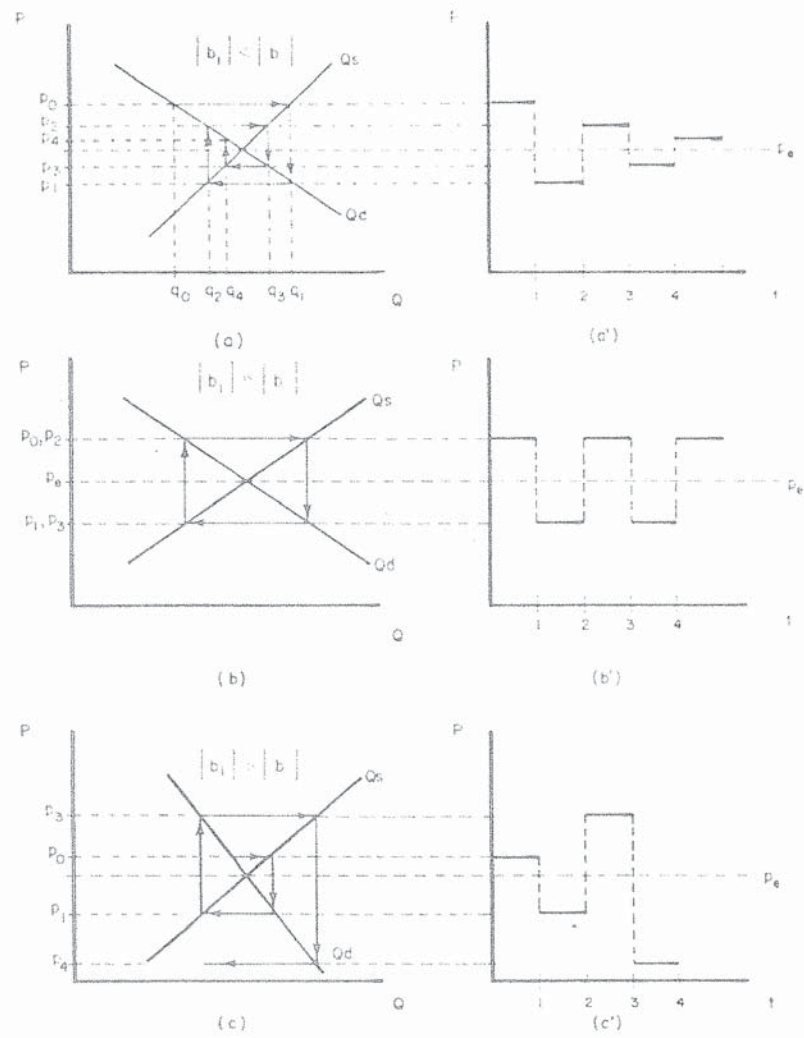 P
|b₁| < |b|
Qs
P
p₀
p₂
p₄
p₃
p₁
pₑ
Qd
q₀ q₂ q₄ q₃ q₁
Q
1 2 3 4 t
(a)
(a')
P
|b₁| = |b|
Qs
P
p₀, p₂
pₑ
p₁, p₃
pₑ
Qd
Q
1 2 3 4 t
(b)
(b')
P
|b₁| > |b|
Qs
P
p₃
p₀
p₁
p₄
pₑ
Qd
Q
1 2 3 4 t
(c)
(c')